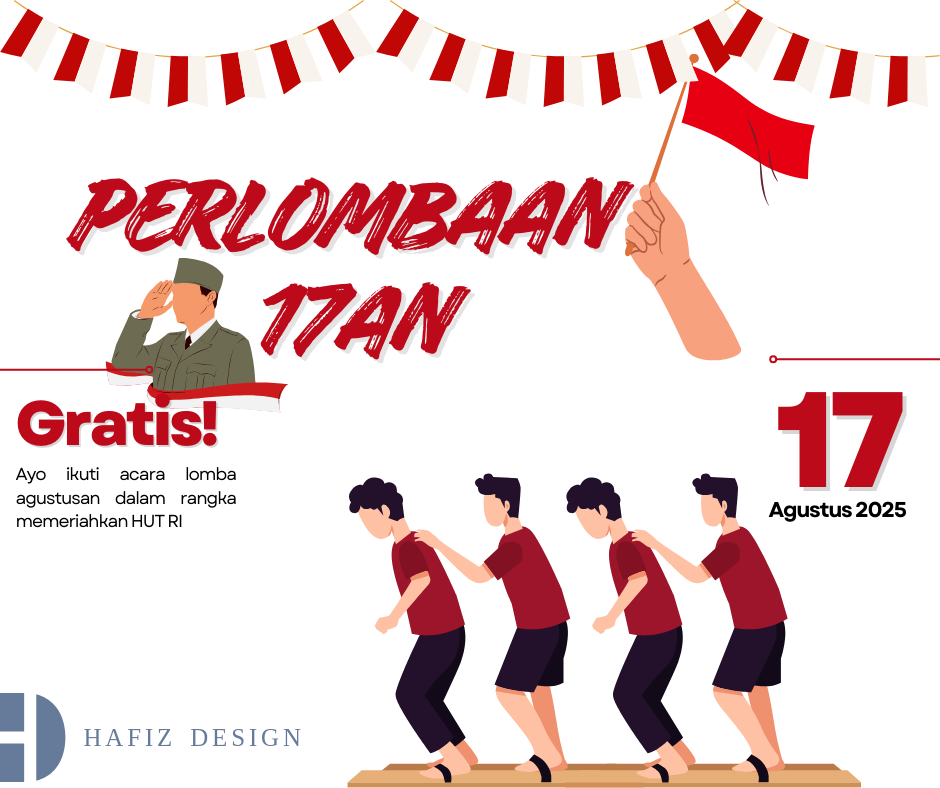 PERLOMBAAN
17AN
Gratis!
Ayo ikuti acara lomba
agustusan dalam rangka
memeriahkan HUT RI
17
Agustus 2025
HAFIZ DESIGN